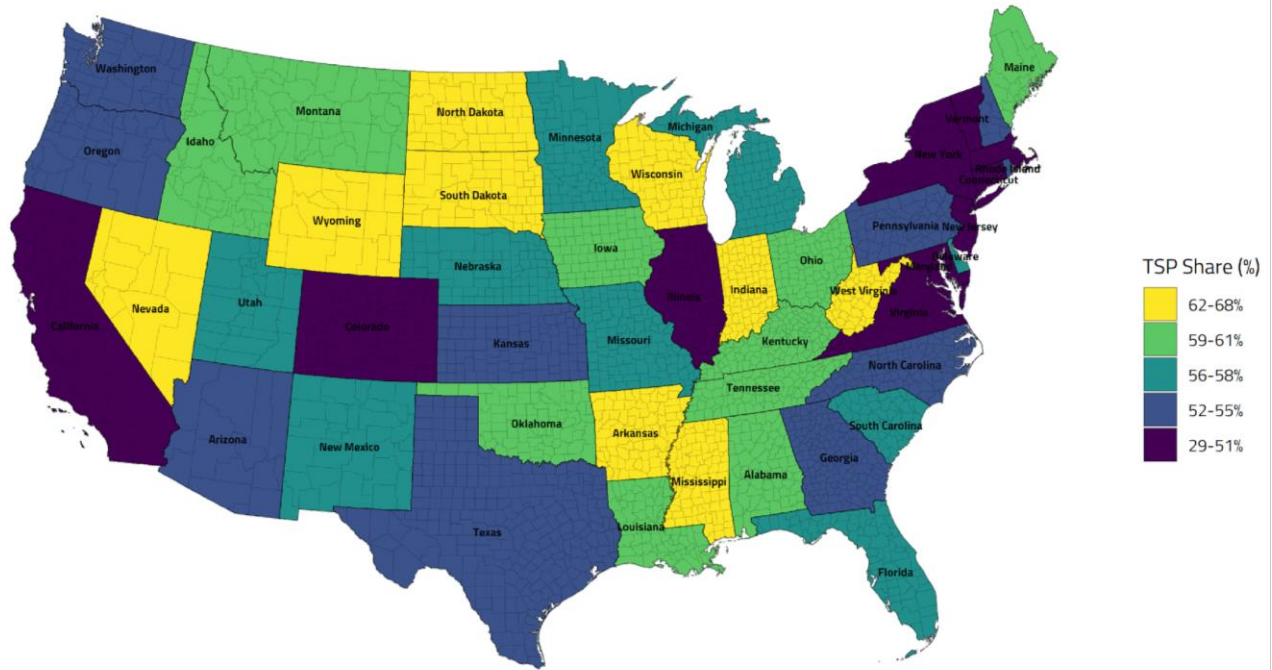 Washington
Maine
Montana
North Dakota
Vermont
Michigan
Minnesota
Idaho
Oregon
New York
Rhode Island
Wisconsin
Connecticut
South Dakota
Wyoming
Pennsylvania
New Jersey
Iowa
Delaware
Ohio
Nebraska
Maryland
Indiana
West Virginia
Utah
Illinois
Nevada
Virginia
California
Colorado
Missouri
Kentucky
Kansas
North Carolina
Tennessee
Oklahoma
South Carolina
Arkansas
Arizona
New Mexico
Georgia
Alabama
Mississippi
Louisiana
Texas
Florida
TSP Share (%)
62-68%
59-61%
56-58%
52-55%
29-51%